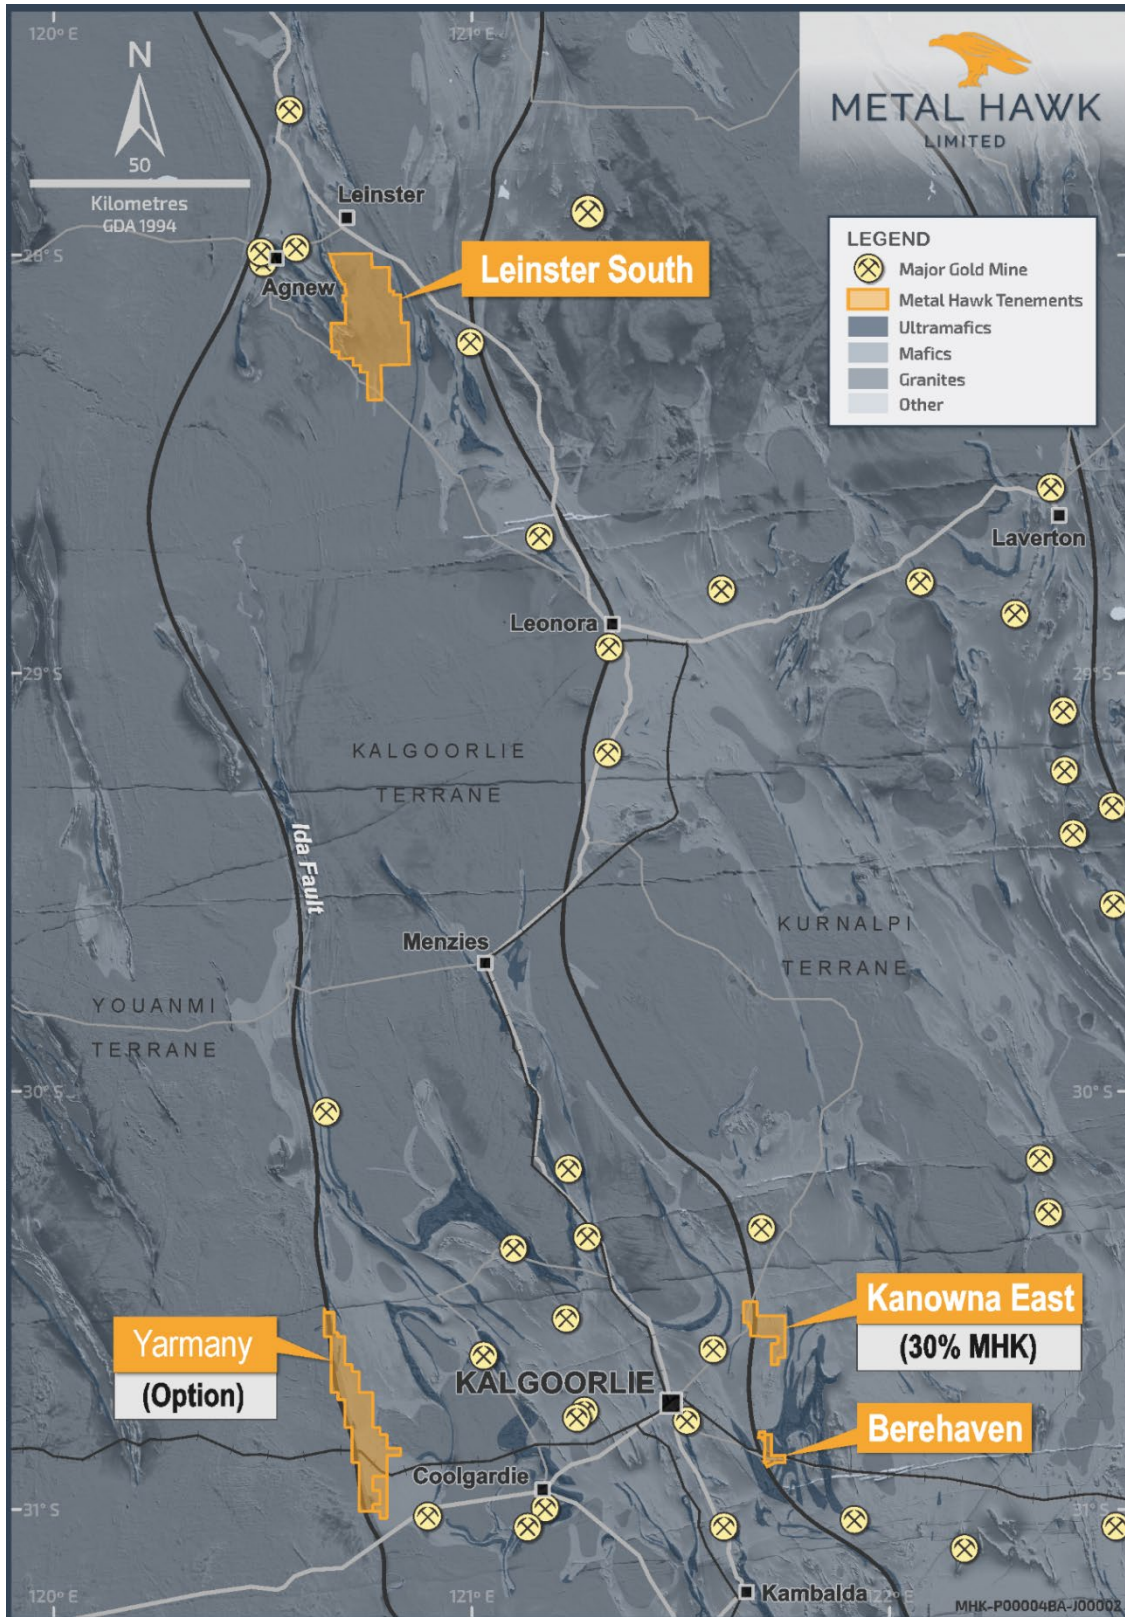 120° E
121° E
N
50
Kilometres
GDA 1994
METAL HAWK
LIMITED
Leinster
28° S
Agnew
Leinster South
LEGEND
Major Gold Mine
Metal Hawk Tenements
Ultramafics
Mafics
Granites
Other
Laverton
Leonora
29° S
29° S
KALGOORLIE
TERRANE
Ida Fault
Menzies
KURNALPI
TERRANE
YOUANMI
TERRANE
30° S
30° S
Yarmany
(Option)
Kanowna East
(30% MHK)
KALGOORLIE
Berehaven
Coolgardie
31° S
31° S
Kambalda
120° E
121° E
122° E
MHK-P00004BA-J00002